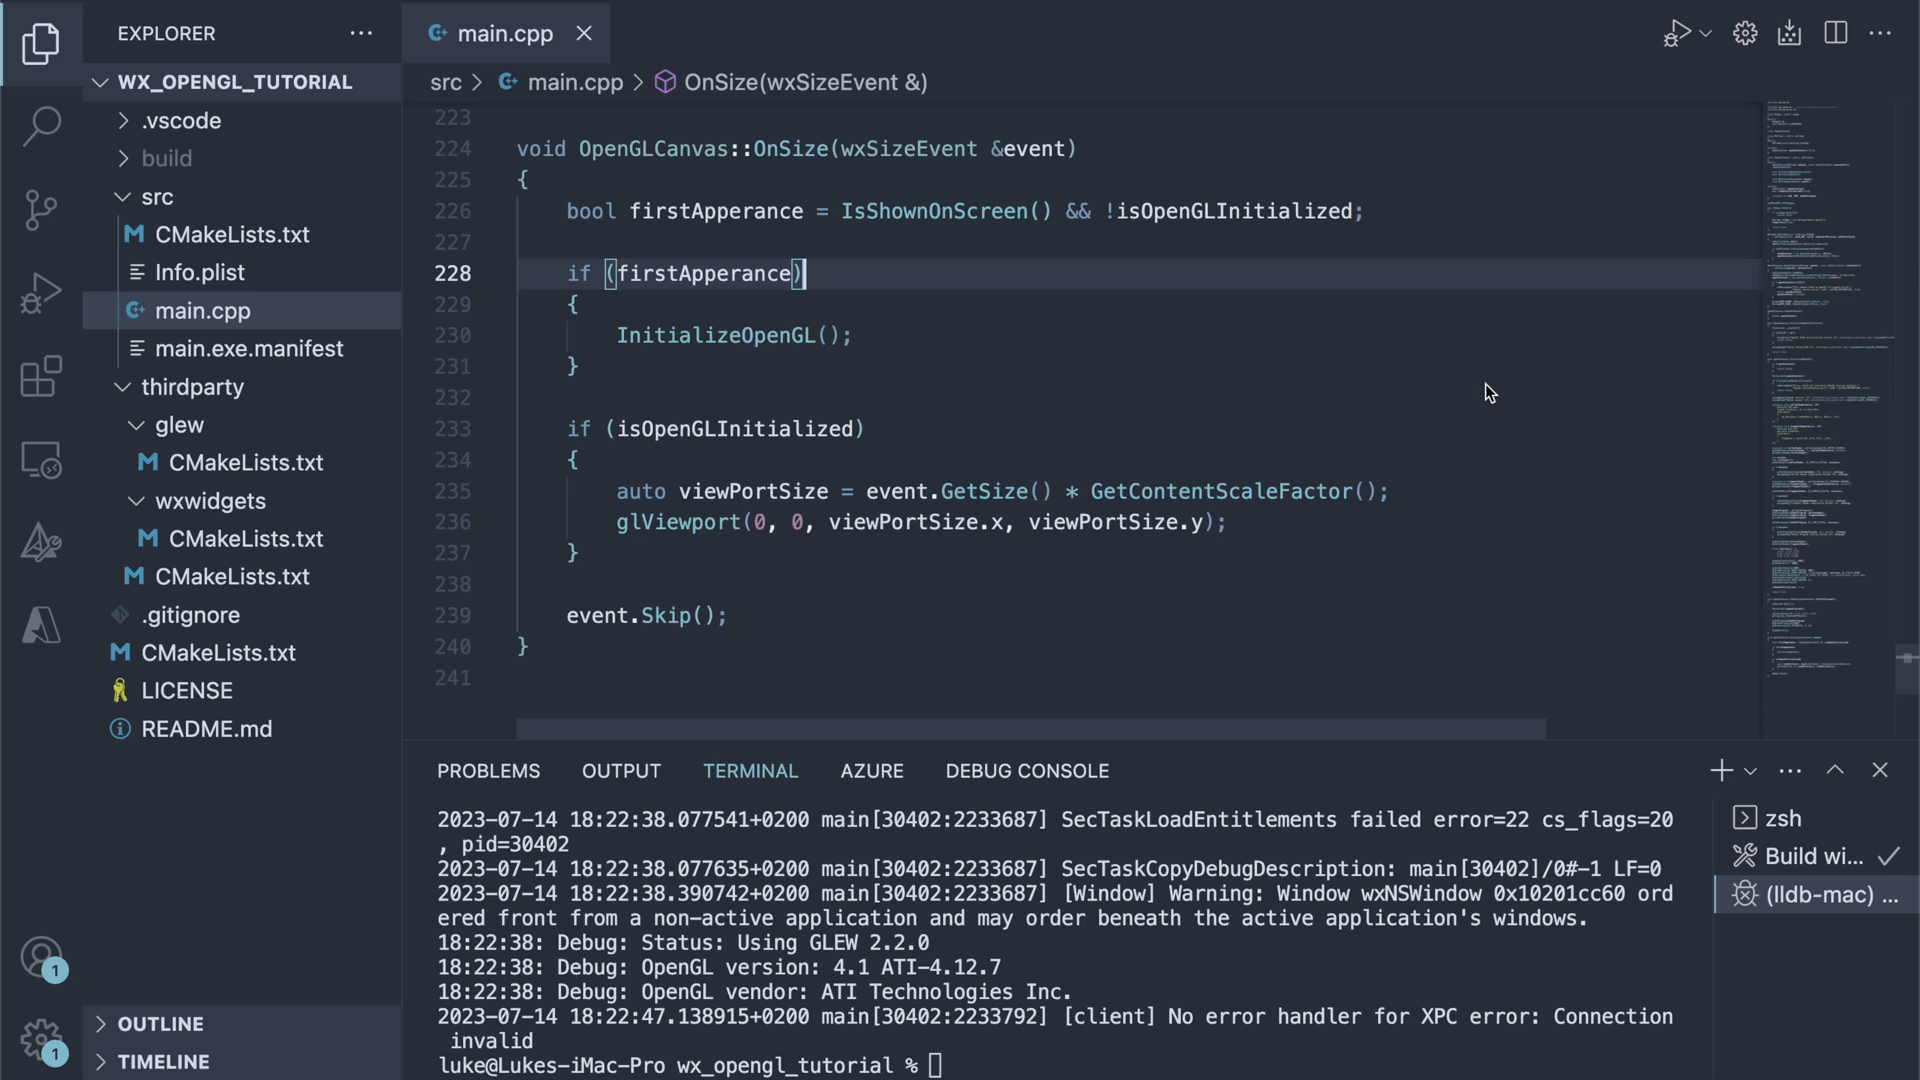 EXPLORER
WX_OPENGL_TUTORIAL
.vscode
build
src
CMakeLists.txt
Info.plist
main.cpp
main.exe.manifest
thirdparty
glew
CMakeLists.txt
wxwidgets
CMakeLists.txt
CMakeLists.txt
.gitignore
CMakeLists.txt
LICENSE
README.md
1
1
OUTLINE
TIMELINE
main.cpp
src > main.cpp > OnSize(wxSizeEvent &)
223
224 void OpenGLCanvas::OnSize(wxSizeEvent &event)
225 {
226 bool firstApperance = IsShownOnScreen() && !isOpenGLInitialized;
227
228 if (firstApperance)
229 {
230 InitializeOpenGL();
231 }
232
233 if (isOpenGLInitialized)
234 {
235 auto viewPortSize = event.GetSize() * GetContentScaleFactor();
236 glViewport(0, 0, viewPortSize.x, viewPortSize.y);
237 }
238
239 event.Skip();
240 }
241
PROBLEMS OUTPUT TERMINAL AZURE DEBUG CONSOLE
2023-07-14 18:22:38.077541+0200 main[30402:2233687] SecTaskLoadEntitlements failed error=22 cs_flags=20
, pid=30402
2023-07-14 18:22:38.077635+0200 main[30402:2233687] SecTaskCopyDebugDescription: main[30402]/0#-1 LF=0
2023-07-14 18:22:38.390742+0200 main[30402:2233687] [Window] Warning: Window wxNSWindow 0x10201cc60 ord
ered front from a non-active application and may order beneath the active application's windows.
18:22:38: Debug: Status: Using GLEW 2.2.0
18:22:38: Debug: OpenGL version: 4.1 ATI-4.12.7
18:22:38: Debug: OpenGL vendor: ATI Technologies Inc.
2023-07-14 18:22:47.138915+0200 main[30402:2233792] [client] No error handler for XPC error: Connection
invalid
luke@Lukes-iMac-Pro wx_opengl_tutorial %
zsh
Build wi...
(lldb-mac) ...